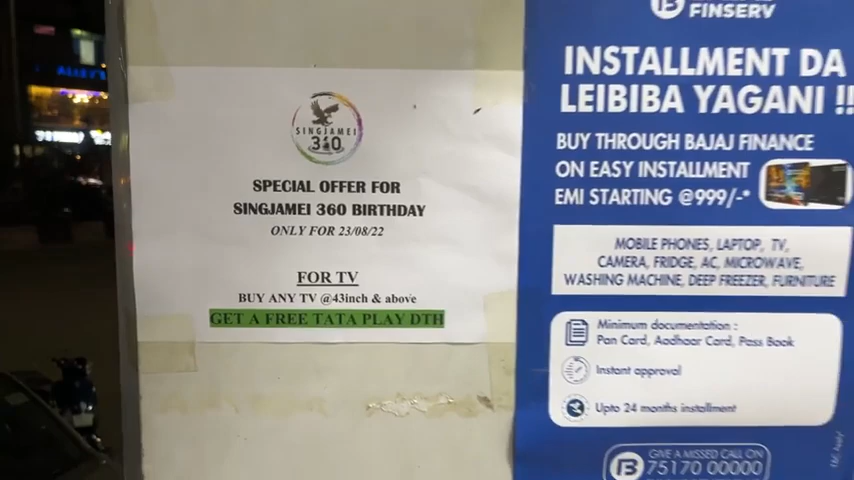 SINGJAMEI
360
SPECIAL OFFER FOR
SINGJAMEI 360 BIRTHDAY
ONLY FOR 23/08/22
FOR TV
BUY ANY TV @43inch & above
GET A FREE TATA PLAY DTH
FINSERV
INSTALLMENT DA
LEIBIBA YAGANI !!
BUY THROUGH BAJAJ FINANCE
ON EASY INSTALLMENT
EMI STARTING @999/-*
MOBILE PHONES, LAPTOP, TV,
CAMERA, FRIDGE, AC, MICROWAVE,
WASHING MACHINE, DEEP FREEZER, FURNITURE
Minimum documentation :
Pan Card, Aadhaar Card, Pass Book
Instant approval
Upto 24 months installment
GIVE A MISSED CALL ON
75170 00000